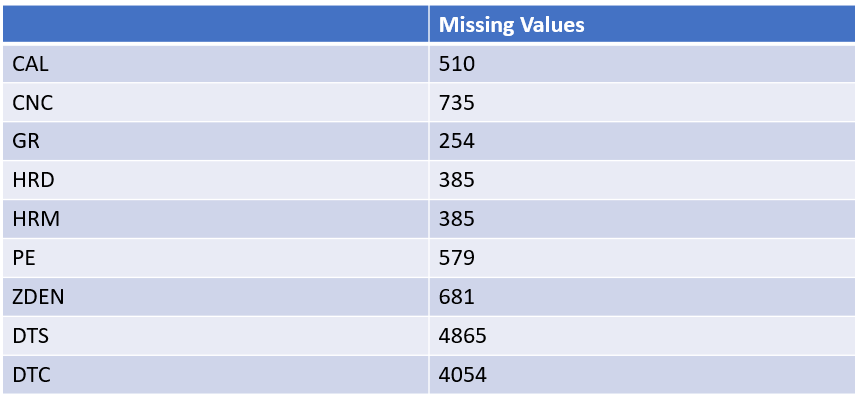 Missing Values
CAL 510
CNC 735
GR 254
HRD 385
HRM 385
PE 579
ZDEN 681
DTS 4865
DTC 4054